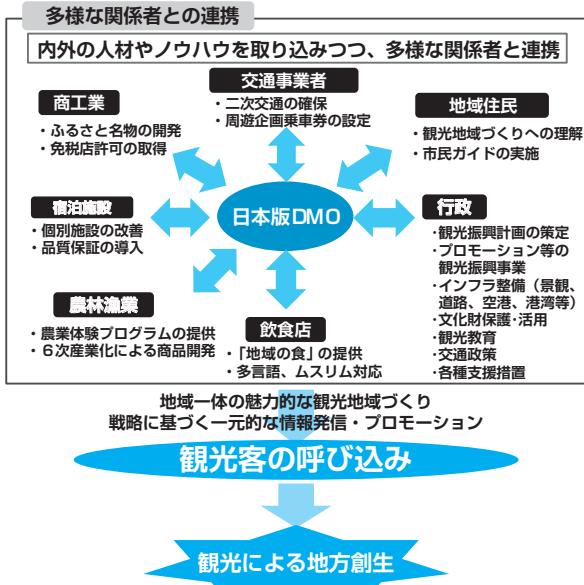 多様な関係者との連携
内外の人材やノウハウを取り込みつつ、多様な関係者と連携
交通事業者
・二次交通の確保
・周遊企画乗車券の設定
商工業
・ふるさと名物の開発
・免税店許可の取得
地域住民
・観光地域づくりへの理解
・市民ガイドの実施
宿泊施設
・個別施設の改善
・品質保証の導入
日本版DMO
行政
・観光振興計画の策定
・プロモーション等の
観光振興事業
・インフラ整備（景観、
道路、空港、港湾等）
・文化財保護・活用
・観光教育
・交通政策
・各種支援措置
農林漁業
・農業体験プログラムの提供
・６次産業化による商品開発
飲食店
・「地域の食」の提供
・多言語、ムスリム対応
地域一体の魅力的な観光地域づくり
戦略に基づく一元的な情報発信・プロモーション
観光客の呼び込み
観光による地方創生